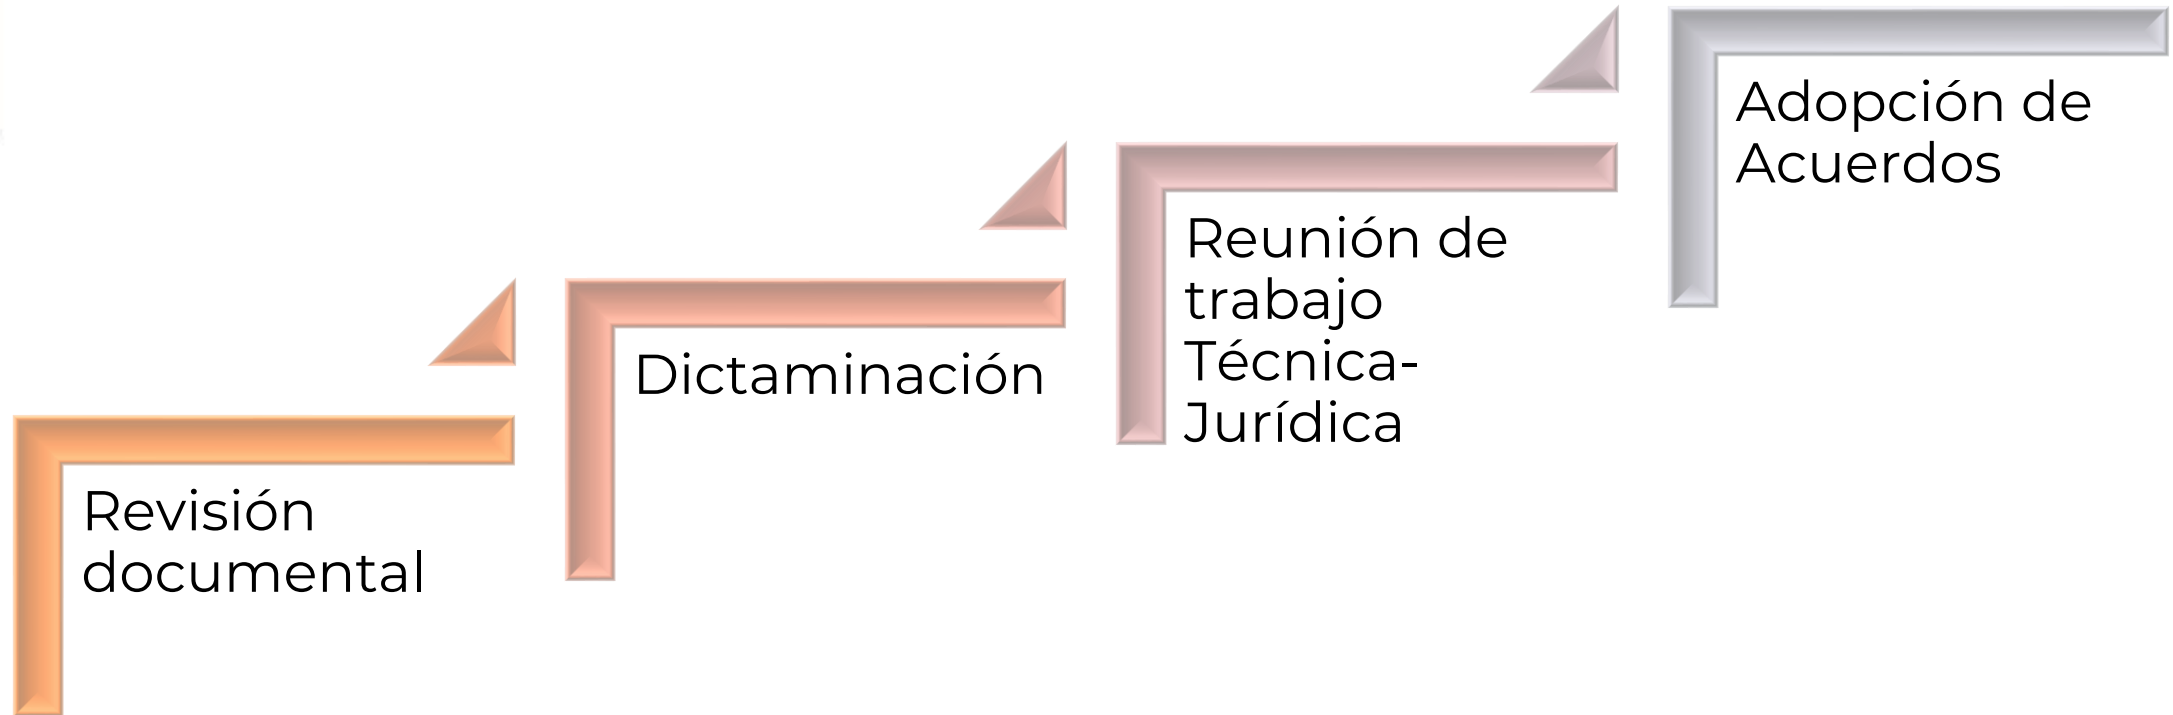 Revisión
documental
Dictaminación
Reunión de
trabajo
Técnica-
Jurídica
Adopción de
Acuerdos